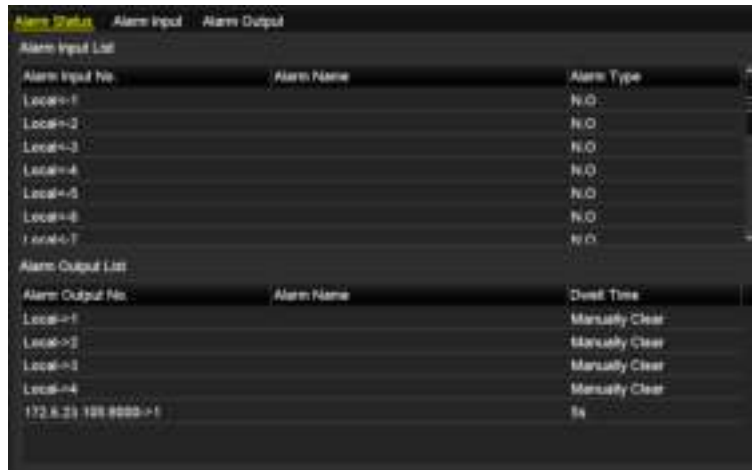 Alarm Status Alarm Input Alarm Output
Alarm Input List
Alarm Input No. Alarm Name Alarm Type
Local<-1 N.O
Local<-2 N.O
Local<-3 N.O
Local<-4 N.O
Local<-5 N.O
Local<-6 N.O
Local<-7 N.O
Alarm Output List
Alarm Output No. Alarm Name Dwell Time
Local->1 Manually Clear
Local->2 Manually Clear
Local->3 Manually Clear
Local->4 Manually Clear
5s